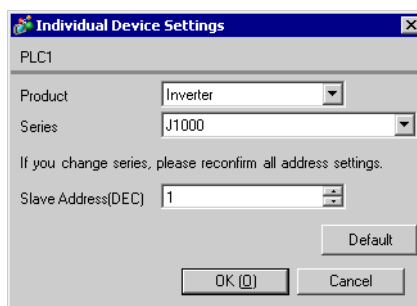 Individual Device Settings
PLC1
Product Inverter
Series J1000
If you change series, please reconfirm all address settings.
Slave Address(DEC) 1
Default
OK (O) Cancel